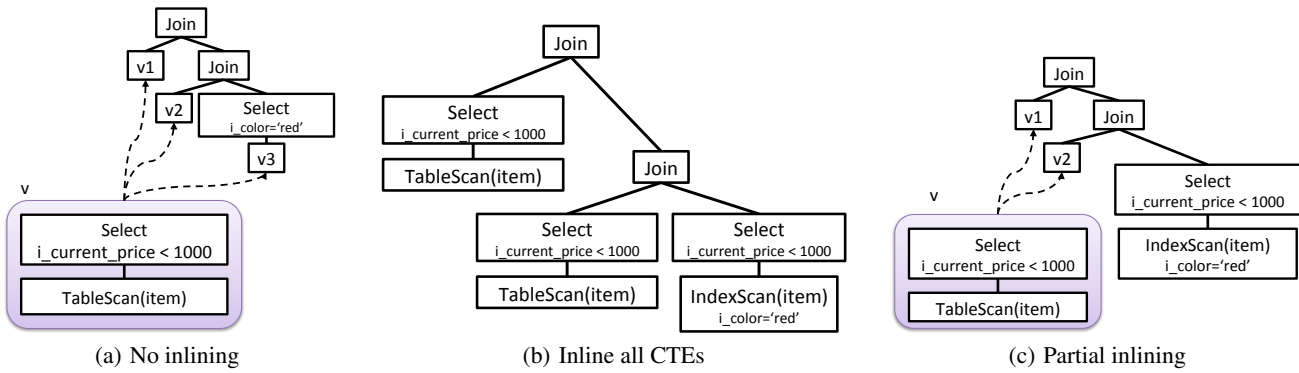 Join
v1
Join
v2
Select
i_color='red'
v3
v
Select
i_current_price < 1000
TableScan(item)
(a) No inlining
Join
Select
i_current_price < 1000
TableScan(item)
Join
Select
i_current_price < 1000
TableScan(item)
Select
i_current_price < 1000
IndexScan(item)
i_color='red'
(b) Inline all CTEs
Join
v1
Join
v2
Select
i_current_price < 1000
IndexScan(item)
i_color='red'
v
Select
i_current_price < 1000
TableScan(item)
(c) Partial inlining